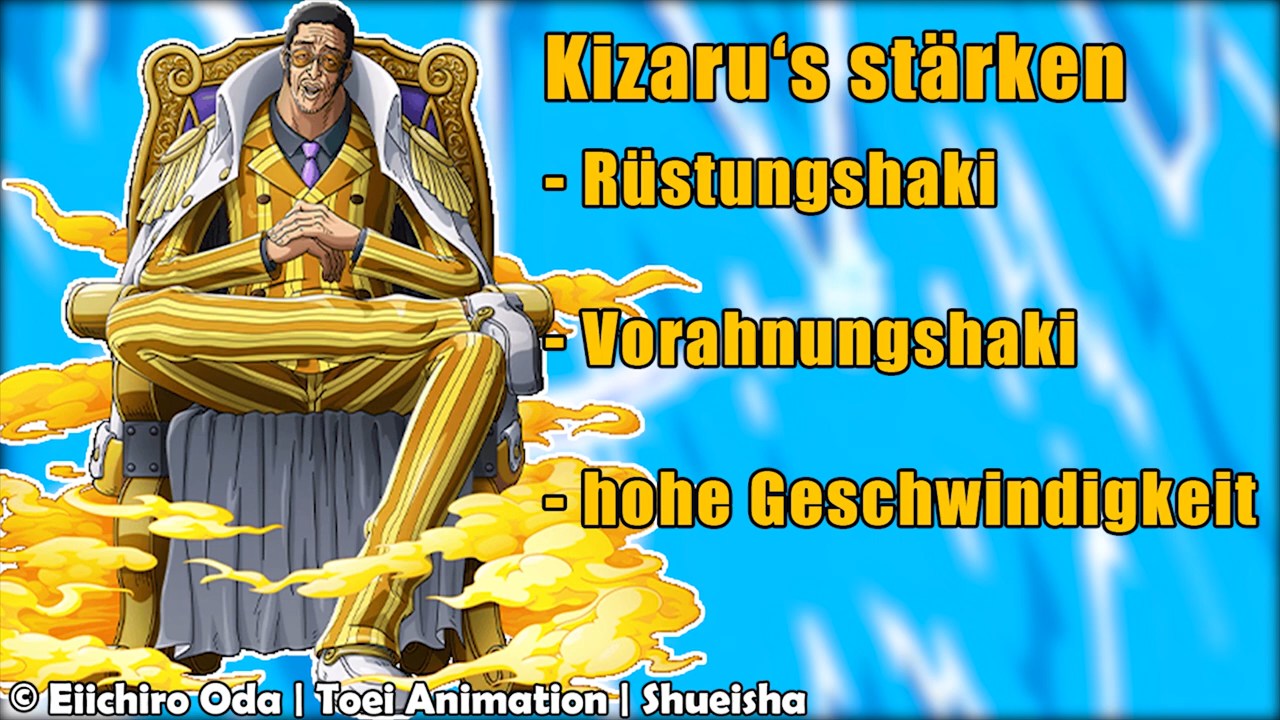 Kizaru‘s stärken
- Rüstungshaki
- Vorahnungshaki
- hohe Geschwindigkeit
© Eiichiro Oda | Toei Animation | Shueisha